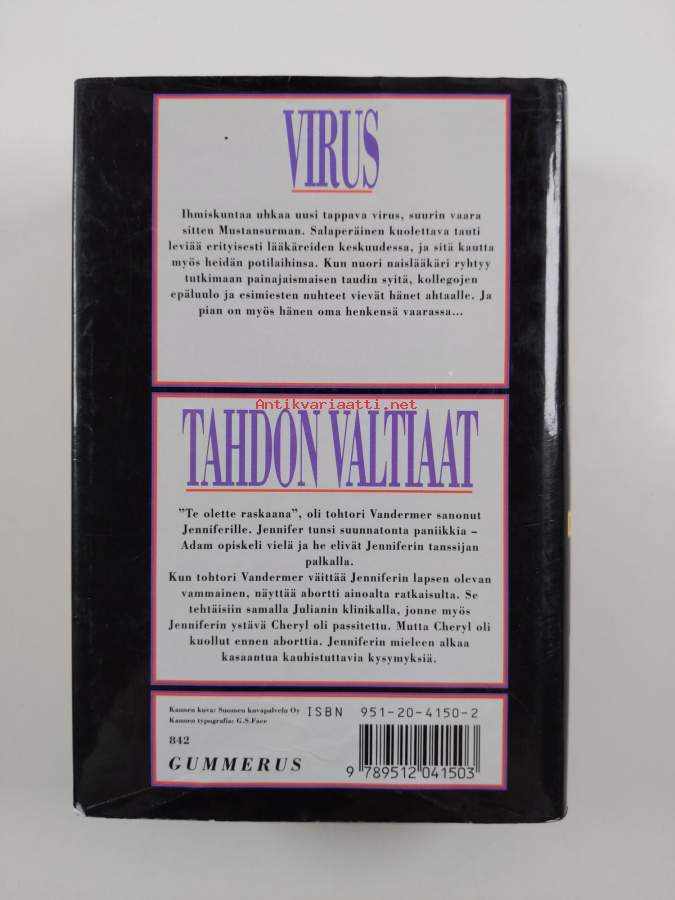 VIRUS
Ihmiskuntaa uhkaa uusi tappava virus, suurin vaara
sitten Mustansurman. Salaperäinen kuolettava tauti
leviää erityisesti lääkäreiden keskuudessa, ja sitä kautta
myös heidän potilaihinsa. Kun nuori naislääkäri ryhtyy
tutkimaan painajaismaisen taudin syitä, kollegojen
epäluulo ja esimiesten nuhteet vievät hänet ahtaalle. Ja
pian on myös hänen oma henkensä vaarassa...
Antikvariaatti.net
TAHDON VALTIAAT
”Te olette raskaana”, oli tohtori Vandermer sanonut
Jenniferille. Jennifer tunsi suunnatonta paniikkia –
Adam opiskeli vielä ja he elivät Jenniferin tanssijan
palkalla.
Kun tohtori Vandermer väittää Jenniferin lapsen olevan
vammainen, näyttää abortti ainoalta ratkaisulta. Se
tehtäisiin samalla Julianin klinikalla, jonne myös
Jenniferin ystävä Cheryl oli passitettu. Mutta Cheryl oli
kuollut ennen aborttia. Jenniferin mieleen alkaa
kasaantua kauhistuttavia kysymyksiä.
Kannen kuva: Suomen kuvapalvelu Oy
Kannen typografia: G.S.Face
842
GUMMERUS
ISBN 951-20-4150-2
9 789512 041503